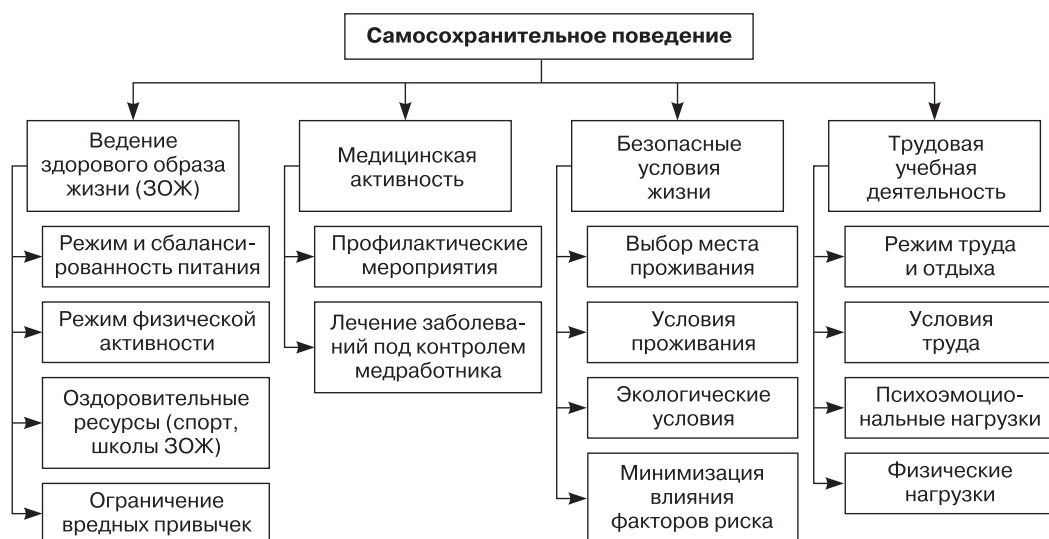 Самосохранительное поведение
Ведение
здорового образа
жизни (ЗОЖ)
Режим и сбаланси-
рованность питания
Режим физической
активности
Оздоровительные
ресурсы (спорт,
школы ЗОЖ)
Ограничение
вредных привычек
Медицинская
активность
Профилактические
мероприятия
Лечение заболева-
ний под контролем
медработника
Безопасные
условия
жизни
Выбор места
проживания
Условия
проживания
Экологические
условия
Минимизация
влияния
факторов риска
Трудовая
учебная
деятельность
Режим труда
и отдыха
Условия
труда
Психоэмоцио-
нальные нагрузки
Физические
нагрузки